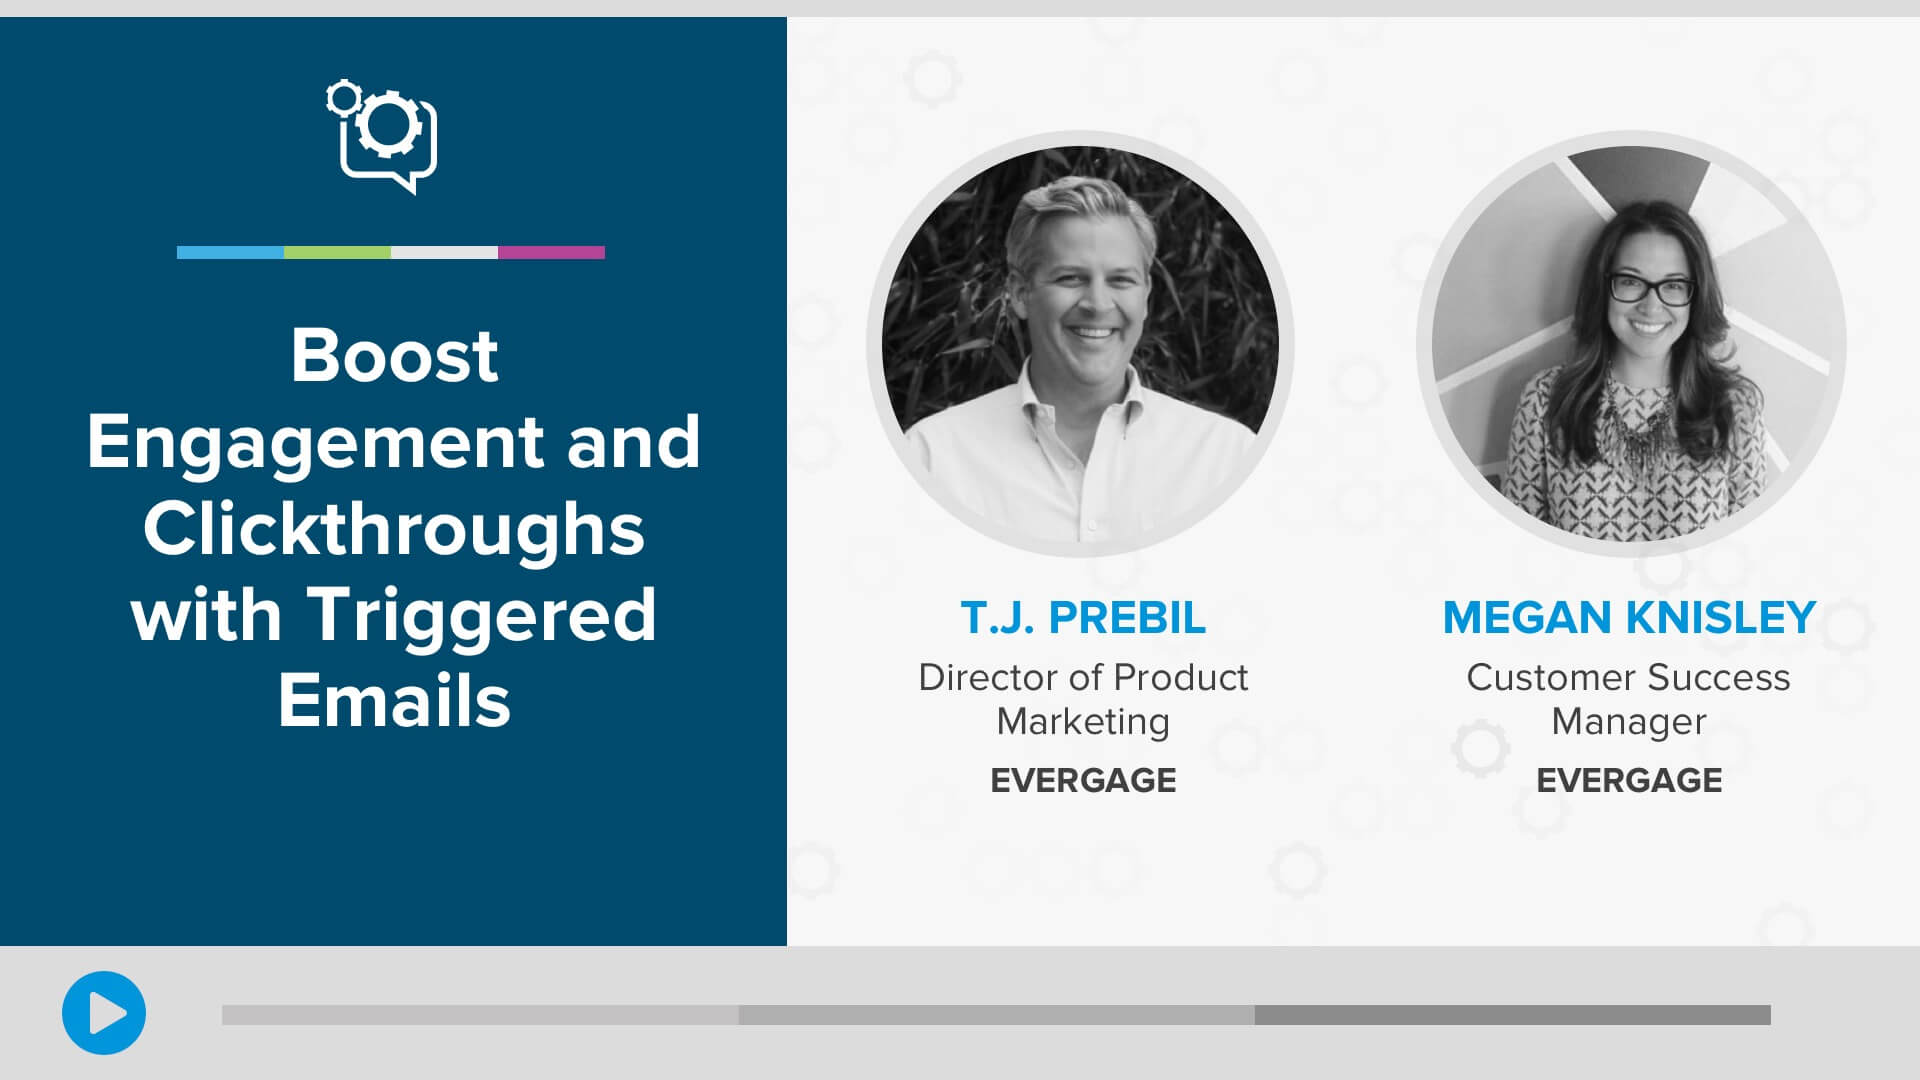 Boost
Engagement and
Clickthroughs
with Triggered
Emails
T.J. PREBIL
Director of Product
Marketing
EVERGAGE
MEGAN KNISLEY
Customer Success
Manager
EVERGAGE